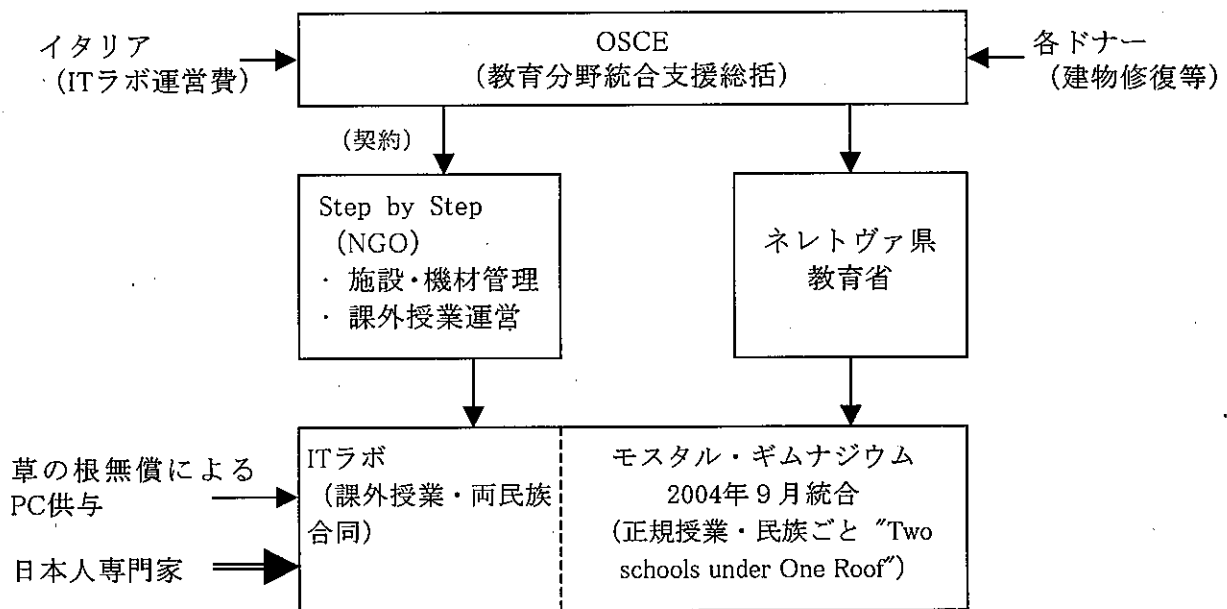 イタリア
(ITラボ運営費)
OSCE
(教育分野統合支援総括)
各ドナー
(建物修復等)
(契約)
Step by Step
(NGO)
・ 施設・機材管理
・ 課外授業運営
ネレトヴァ県
教育省
草の根無償による
PC供与
日本人専門家
ITラボ
(課外授業・両民族
合同)
モスタル・ギムナジウム
2004年9月統合
(正規授業・民族ごと "Two
schools under One Roof")